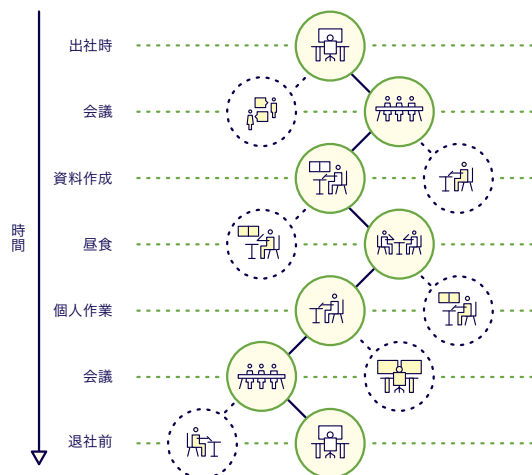 出社時
会議
資料作成
時間
昼食
個人作業
会議
退社前